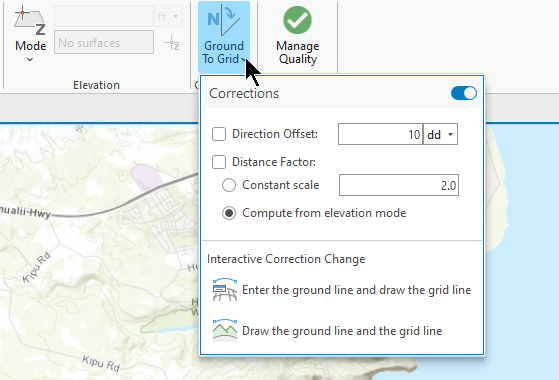 ft
Mode
No surfaces
Elevation
Ground
To Grid
Manage
Quality
Corrections
Direction Offset:
10
dd
Distance Factor:
Constant scale
2.0
Compute from elevation mode
Interactive Correction Change
Enter the ground line and draw the grid line
Draw the ground line and the grid line
mualii-Hwy
Kipu Rd
Kipu Rd